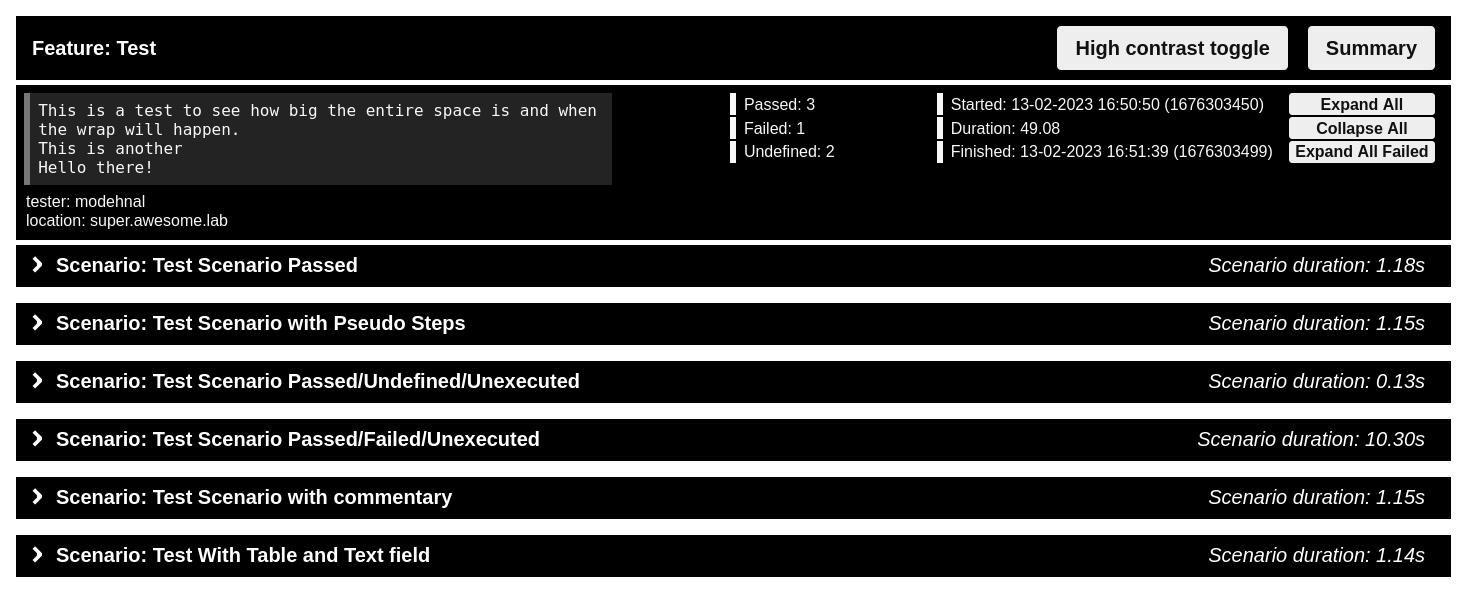 Feature: Test
High contrast toggle
Summary
This is a test to see how big the entire space is and when
the wrap will happen.
This is another
Hello there!
tester: modehnal
location: super.awesome.lab
Passed: 3
Failed: 1
Undefined: 2
Started: 13-02-2023 16:50:50 (1676303450)
Duration: 49.08
Finished: 13-02-2023 16:51:39 (1676303499)
Expand All
Collapse All
Expand All Failed
Scenario: Test Scenario Passed
Scenario duration: 1.18s
Scenario: Test Scenario with Pseudo Steps
Scenario duration: 1.15s
Scenario: Test Scenario Passed/Undefined/Unexecuted
Scenario duration: 0.13s
Scenario: Test Scenario Passed/Failed/Unexecuted
Scenario duration: 10.30s
Scenario: Test Scenario with commentary
Scenario duration: 1.15s
Scenario: Test With Table and Text field
Scenario duration: 1.14s